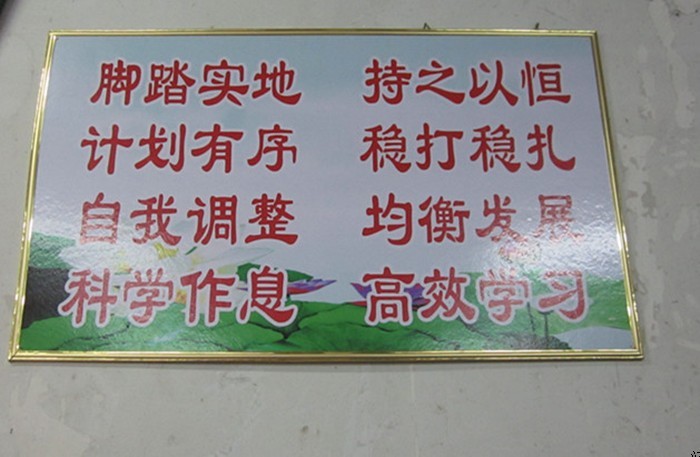 脚踏实地 持之以恒
计划有序 稳打稳扎
自我调整 均衡发展
科学作息 高效学习